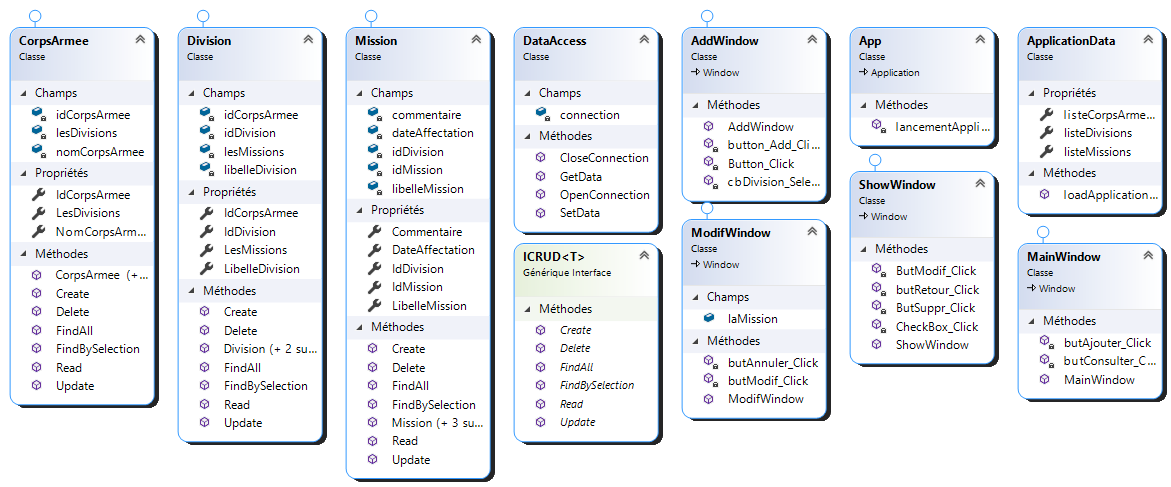 CorpsArmee
Classe
Champs
idCorpsArmee
lesDivisions
nomCorpsArmee
Propriétés
IdCorpsArmee
LesDivisions
NomCorpsArm...
Méthodes
CorpsArmee (+...
Create
Delete
FindAll
FindBySelection
Read
Update
Division
Classe
Champs
idCorpsArmee
idDivision
lesMissions
libelleDivision
Propriétés
IdCorpsArmee
IdDivision
LesMissions
LibelleDivision
Méthodes
Create
Delete
Division (+ 2 su...
FindAll
FindBySelection
Read
Update
Mission
Classe
Champs
commentaire
dateAffectation
idDivision
idMission
libelleMission
Propriétés
Commentaire
DateAffectation
IdDivision
IdMission
LibelleMission
Méthodes
Create
Delete
FindAll
FindBySelection
Mission (+ 3 su...
Read
Update
DataAccess
Classe
Champs
connection
Méthodes
CloseConnection
GetData
OpenConnection
SetData
ICRUD<T>
Générique Interface
Méthodes
Create
Delete
FindAll
FindBySelection
Read
Update
AddWindow
Classe
Window
Méthodes
AddWindow
button_Add_Cli...
Button_Click
cbDivision_Sele...
ModifWindow
Classe
Window
Champs
laMission
Méthodes
butAnnuler_Click
butModif_Click
ModifWindow
App
Classe
Application
Méthodes
lancementAppli...
ShowWindow
Classe
Window
Méthodes
ButModif_Click
butRetour_Click
ButSuppr_Click
CheckBox_Click
ShowWindow
ApplicationData
Classe
Propriétés
listeCorpsArme...
listeDivisions
listeMissions
Méthodes
loadApplication...
MainWindow
Classe
Window
Méthodes
butAjouter_Click
butConsulter_C...
MainWindow